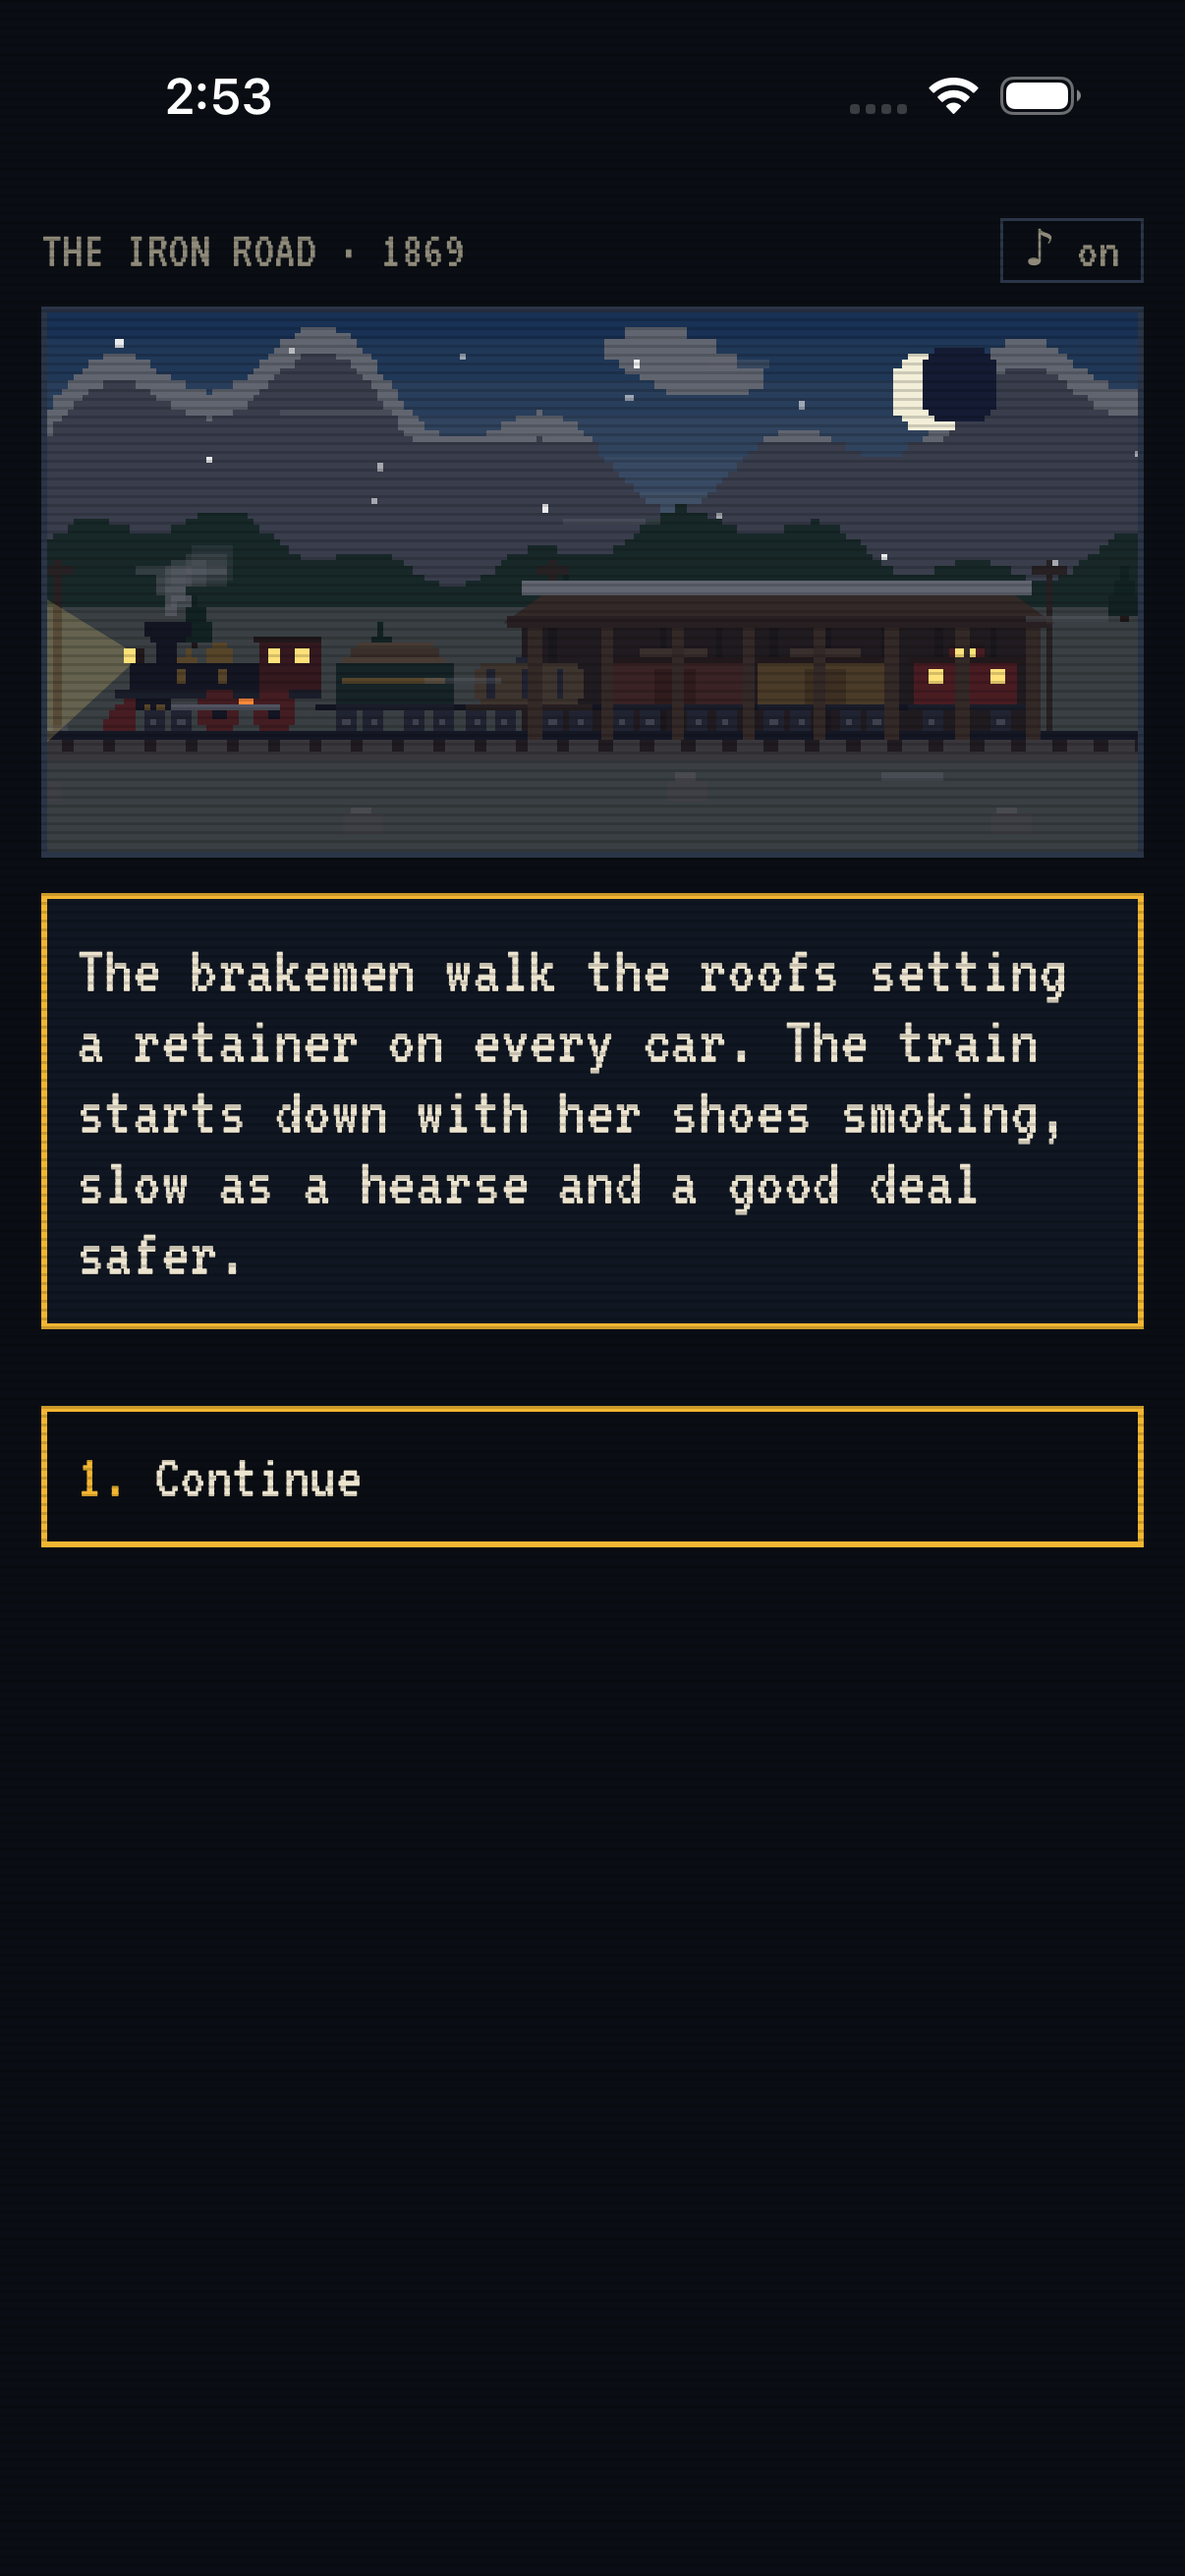 2:53
THE IRON ROAD · 1869
♪ on
The brakemen walk the roofs setting
a retainer on every car. The train
starts down with her shoes smoking,
slow as a hearse and a good deal
safer.
1. Continue